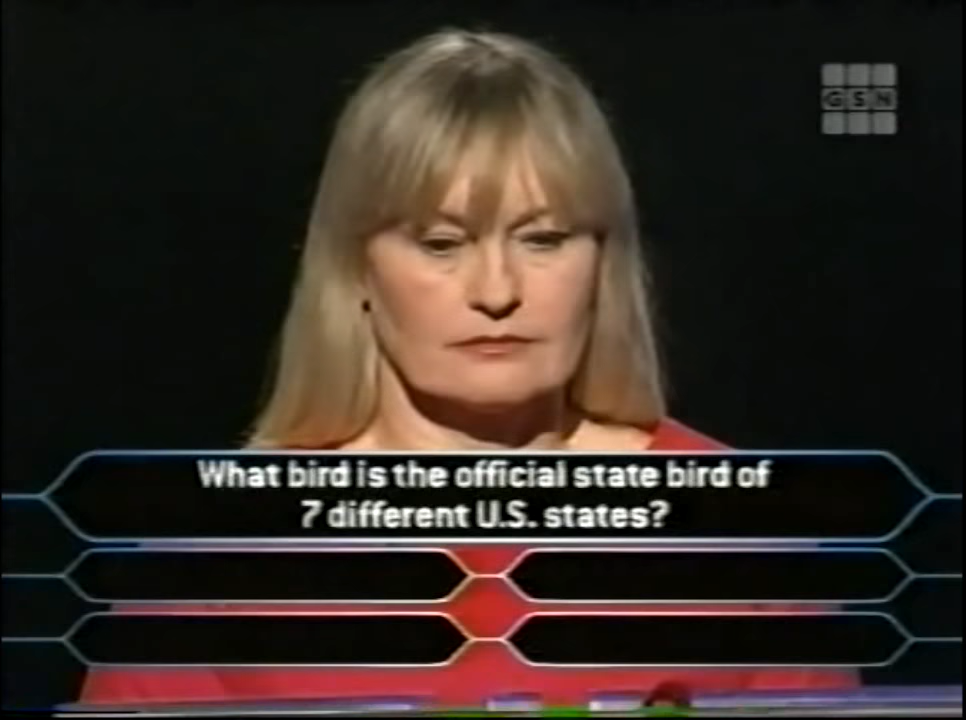 GSN
What bird is the official state bird of
7 different U.S. states?